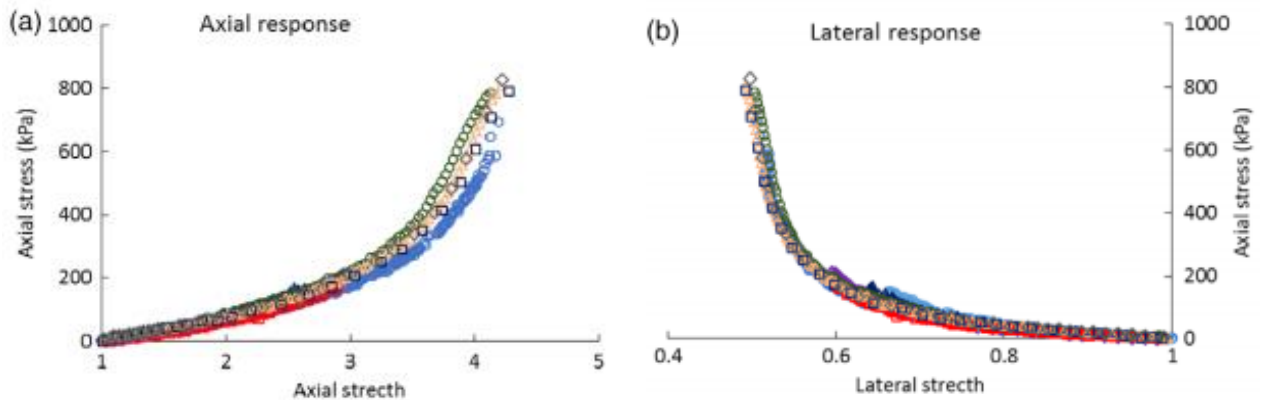 (a)
Axial response
1000
800
600
400
200
0
1
2
3
4
5
Axial stress (kPa)
Axial strecth
(b)
Lateral response
1000
800
600
400
200
0
0.4
0.6
0.8
1
Axial stress (kPa)
Lateral strecth